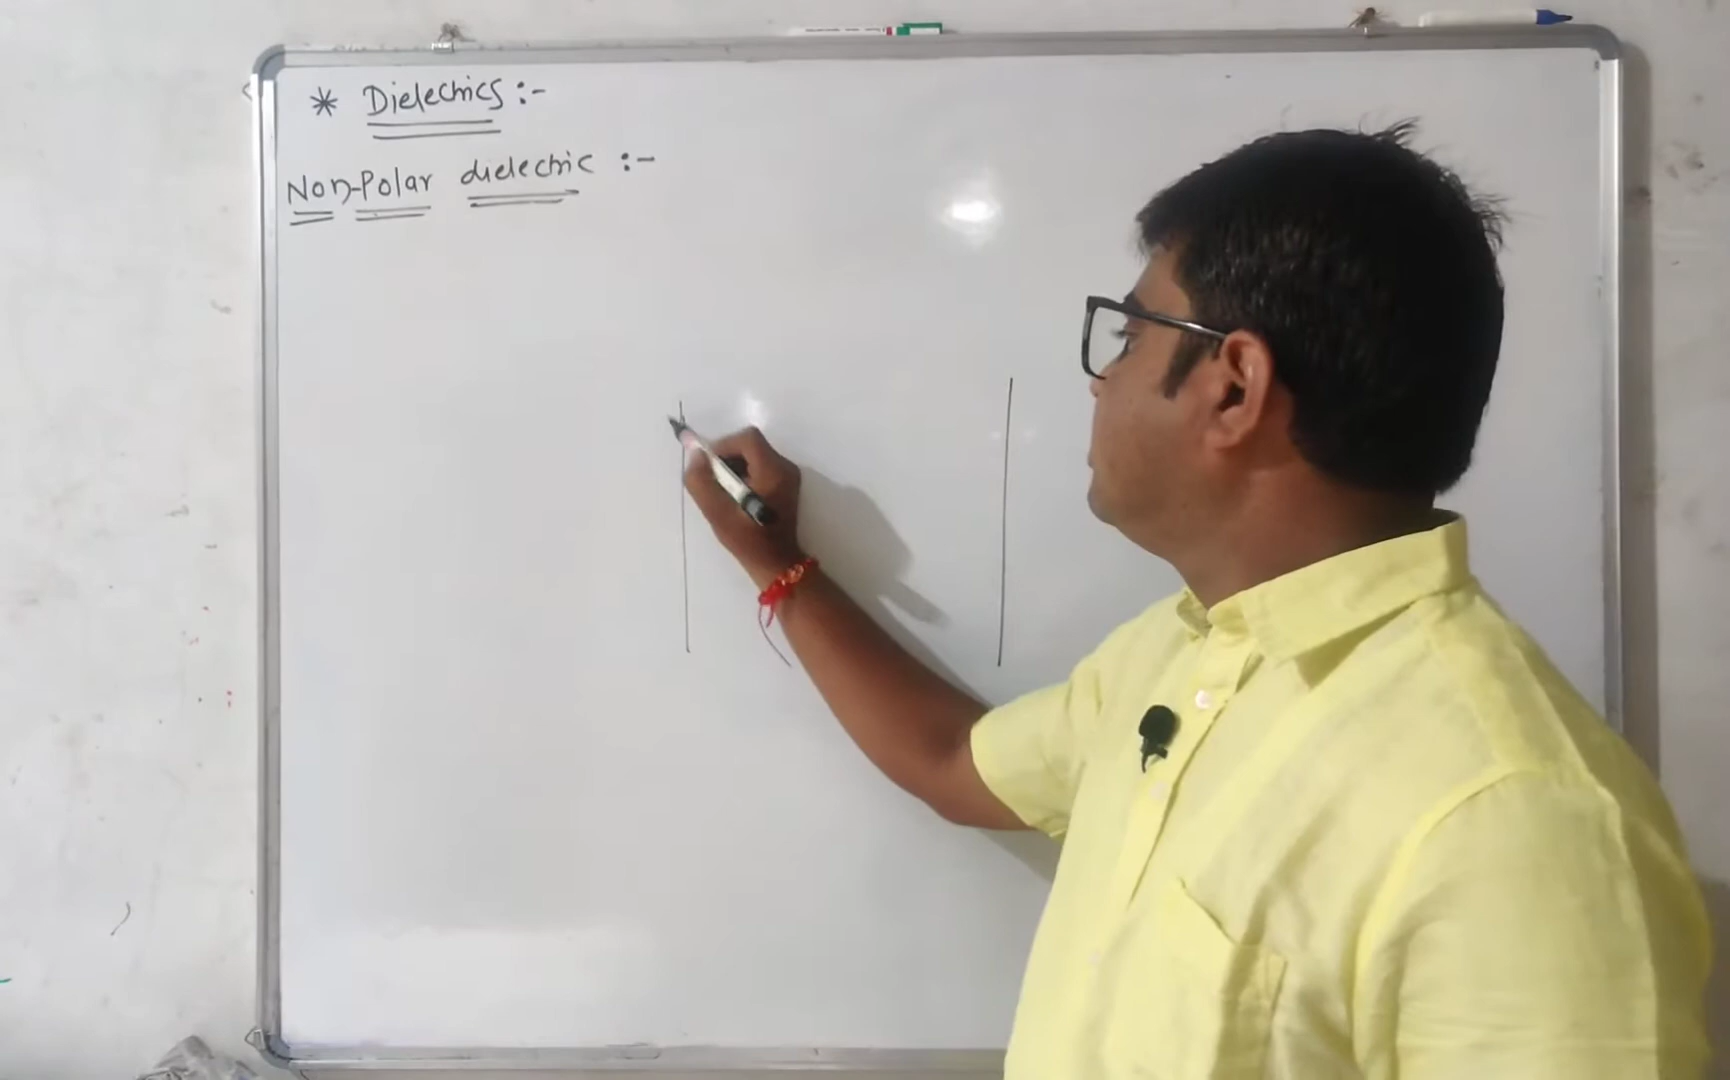 * Dielectrics :-
Non-Polar dielectric :-